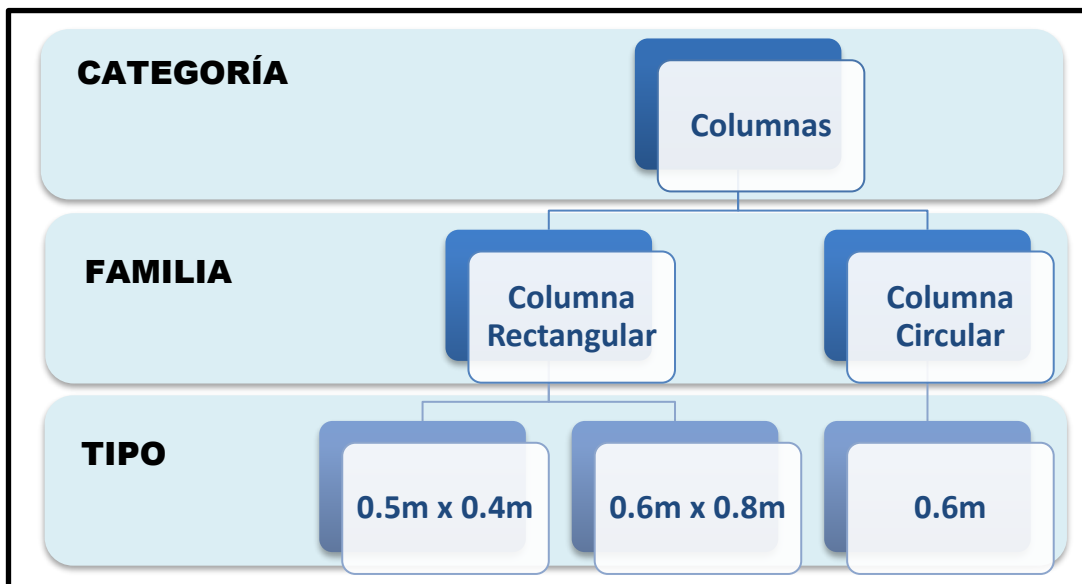 CATEGORÍA
Columnas
FAMILIA
Columna
Rectangular
Columna
Circular
TIPO
0.5m x 0.4m
0.6m x 0.8m
0.6m